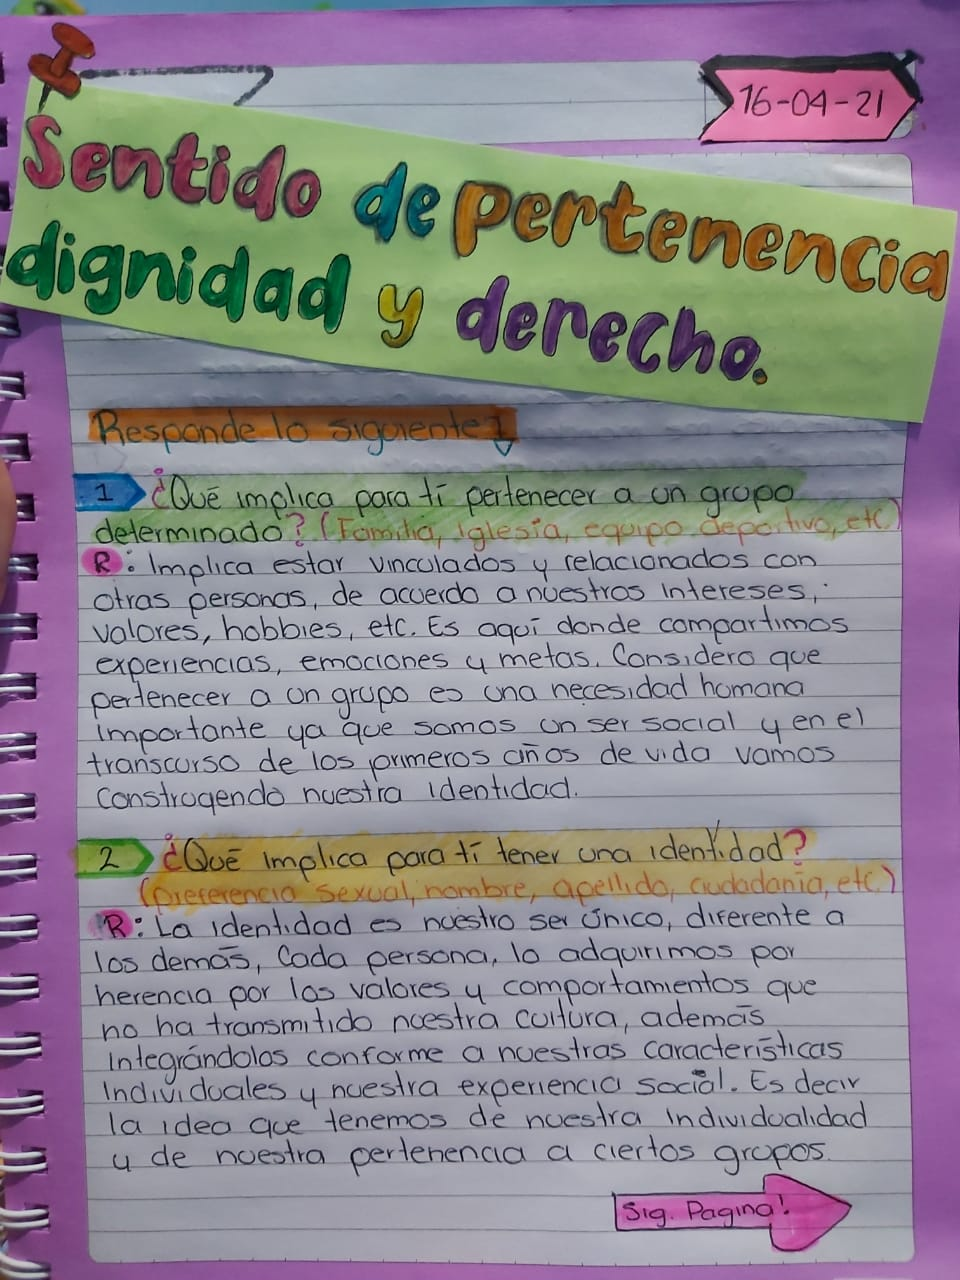 16-04-21
Sentido de pertenencia
dignidad y derecho.
Responde lo siguiente
1 ¿Qué implica para tí pertenecer a un grupo
determinado? (Familia, Iglesia, equipo deportivo, etc)
R: Implica estar vinculados y relacionados con
otras personas, de acuerdo a nuestros intereses,
valores, hobbies, etc. Es aquí donde compartimos
experiencias, emociones y metas. Considero que
pertenecer a un grupo es una necesidad humana
importante ya que somos un ser social y en el
transcurso de los primeros años de vida vamos
construyendo nuestra identidad.
2 ¿Qué implica para tí tener una identidad?
(preferencia sexual, nombre, apellido, ciudadanía, etc)
R: La identidad es nuestro ser único, diferente a
los demás, Cada persona, lo adquirimos por
herencia por los valores y comportamientos que
no ha transmitido nuestra cultura, además
integrándolos conforme a nuestras características
individuales y nuestra experiencia social. Es decir
la idea que tenemos de nuestra individualidad
y de nuestra pertenencia a ciertos grupos.
Sig. Pagina!